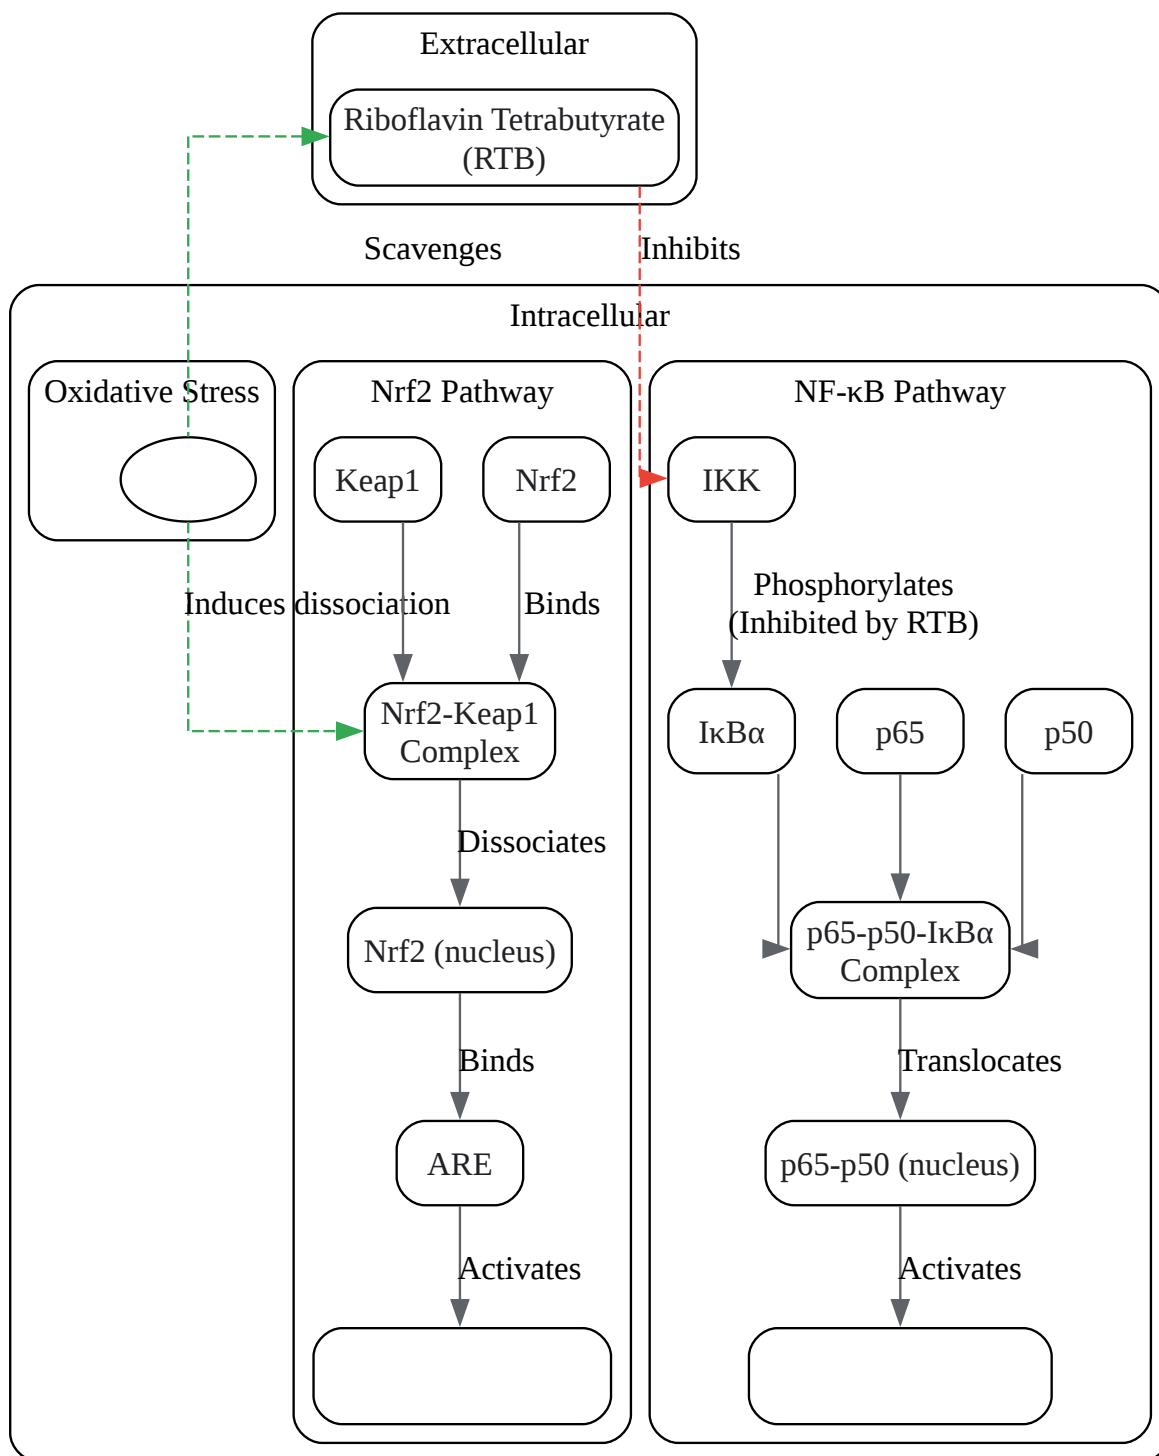 Extracellular
Riboflavin Tetrabutyrate
(RTB)
Scavenges
Inhibits
Intracellular
Oxidative Stress
Nrf2 Pathway
NF-κB Pathway
Keap1
Nrf2
IKK
Induces dissociation
Binds
Phosphorylates
(Inhibited by RTB)
Nrf2-Keap1
Complex
IκBα
p65
p50
Dissociates
Nrf2 (nucleus)
p65-p50-IκBα
Complex
Binds
Translocates
ARE
p65-p50 (nucleus)
Activates
Activates